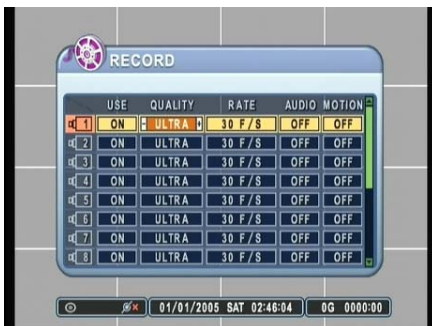 RECORD
USE QUALITY RATE AUDIO MOTION
1 ON - ULTRA + 30 F/S OFF OFF
2 ON ULTRA 30 F/S OFF OFF
3 ON ULTRA 30 F/S OFF OFF
4 ON ULTRA 30 F/S OFF OFF
5 ON ULTRA 30 F/S OFF OFF
6 ON ULTRA 30 F/S OFF OFF
7 ON ULTRA 30 F/S OFF OFF
8 ON ULTRA 30 F/S OFF OFF
01/01/2005 SAT 02:46:04 0G 0000:00